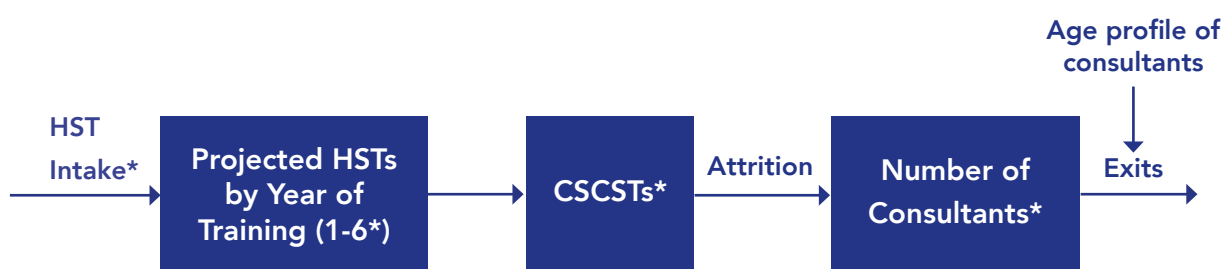 HST
Intake*
Projected HSTs
by Year of
Training (1-6*)
CSCSTs*
Attrition
Number of
Consultants*
Age profile of
consultants
Exits